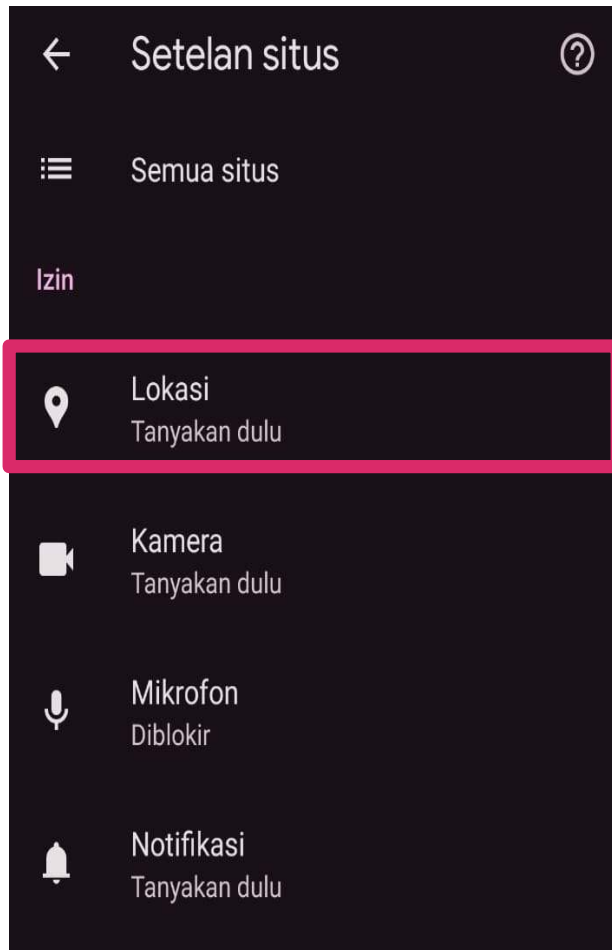 Setelan situs
Semua situs
Izin
Lokasi
Tanyakan dulu
Kamera
Tanyakan dulu
Mikrofon
Diblokir
Notifikasi
Tanyakan dulu